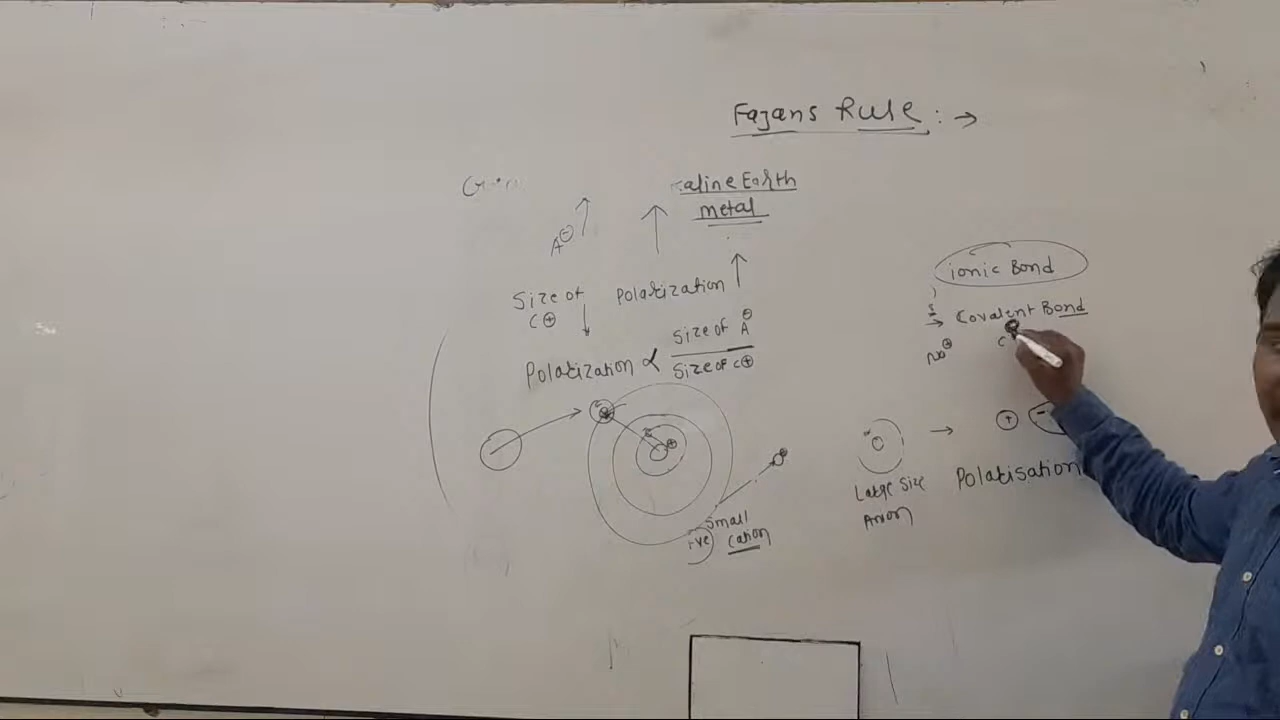 Fajans Rule : →
aline Earth
metal
A⊖ ↑
Size of
C⊕ ↓
Polarization ↑
Polarization ∝ Size of A⊖
Size of C⊕
Small
Cation
+ve
ionic Bond
→ Covalent Bond
C
Large Size
Anion
→
+ -
Polarisation